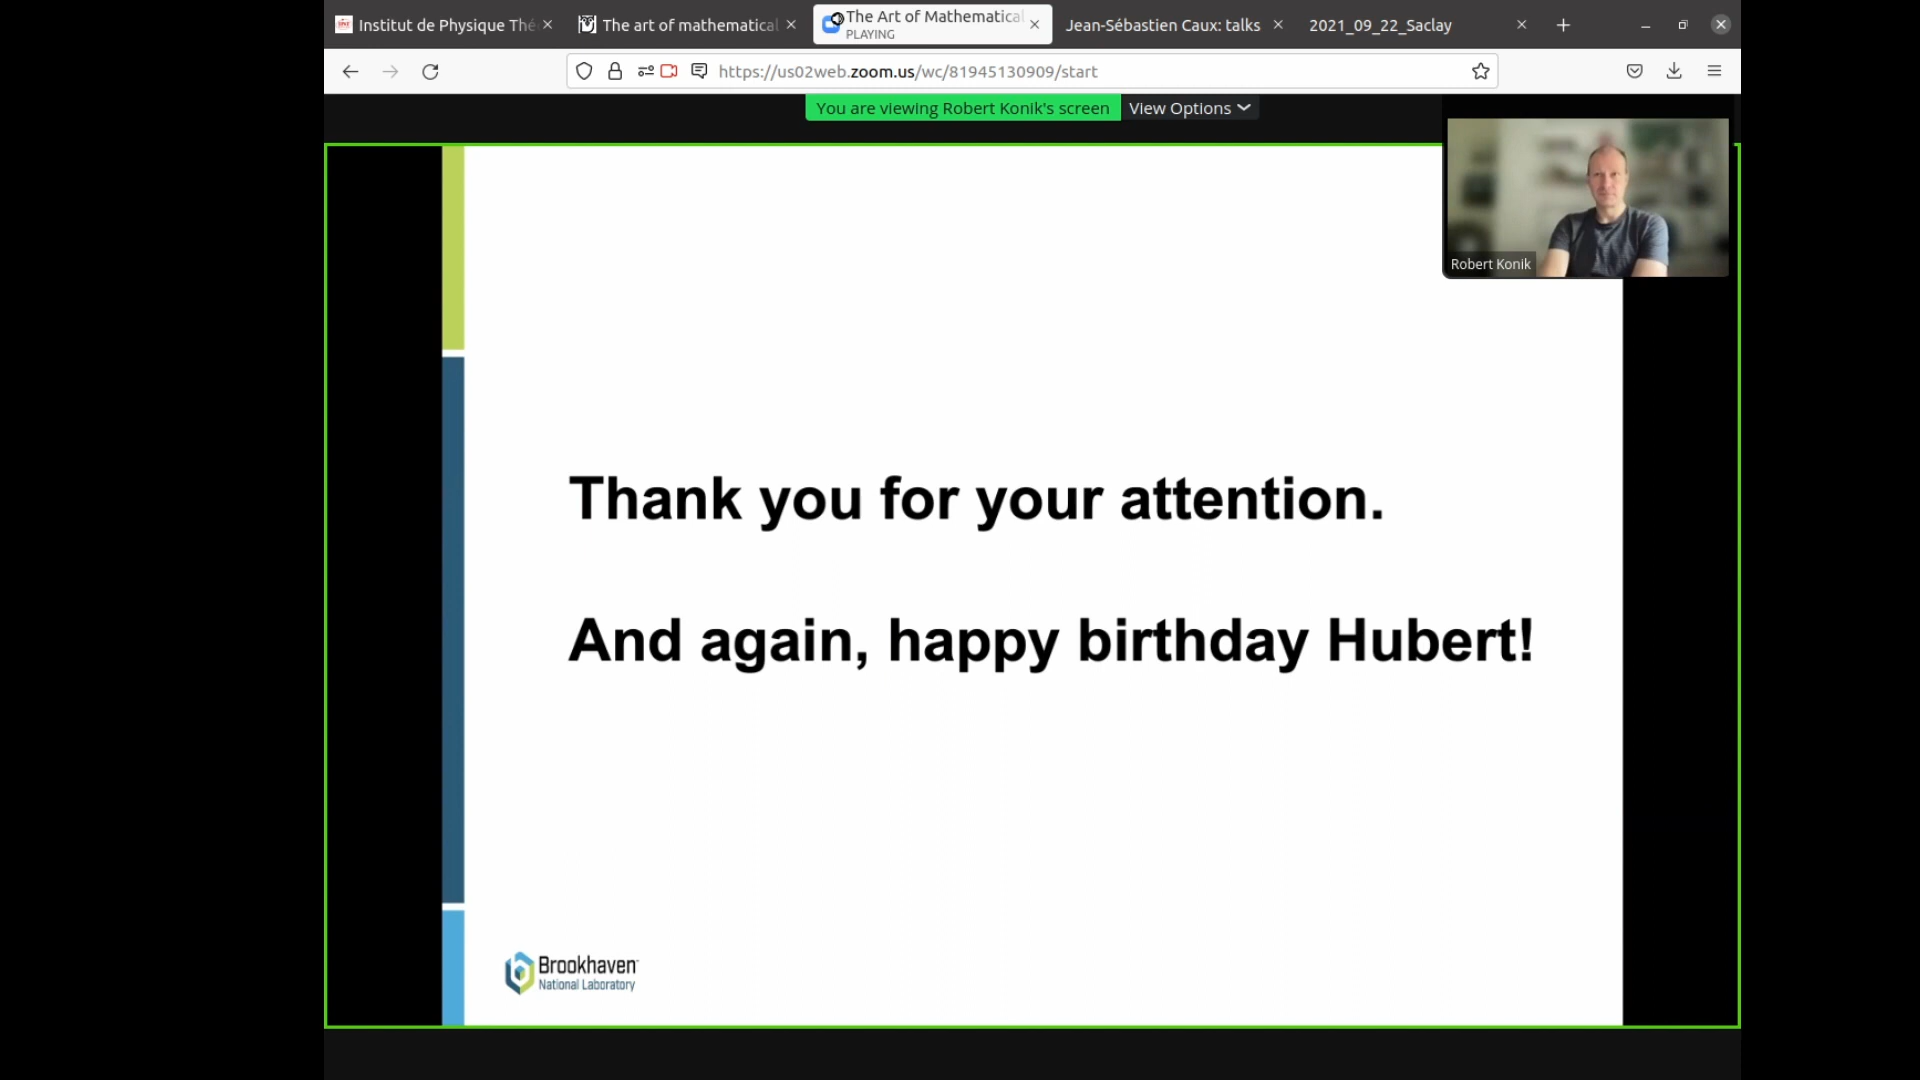 Institut de Physique Thé
The art of mathematical
The Art of Mathematical
PLAYING
Jean-Sébastien Caux: talks
2021_09_22_Saclay
https://us02web.zoom.us/wc/81945130909/start
You are viewing Robert Konik's screen
View Options
Robert Konik
Thank you for your attention.
And again, happy birthday Hubert!
Brookhaven
National Laboratory